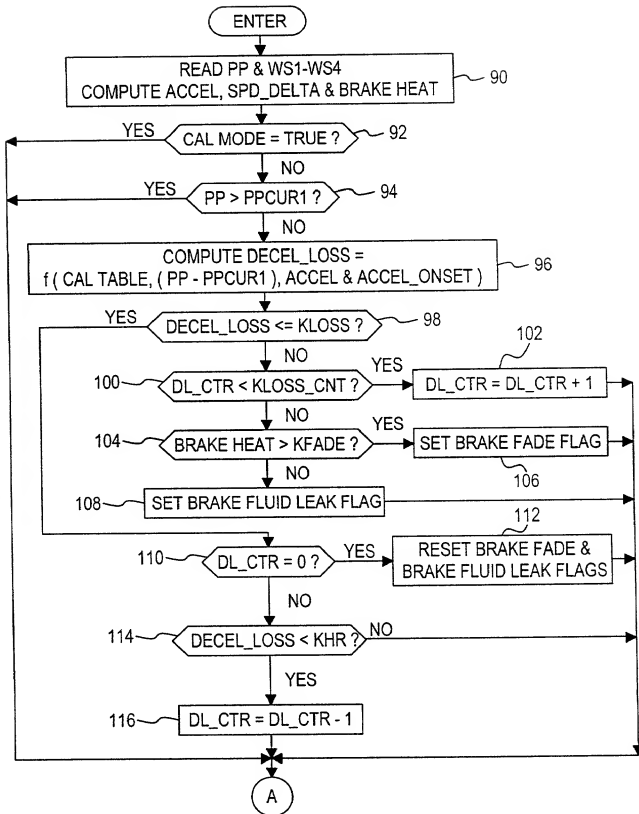 ENTER
READ PP & WS1-WS4
COMPUTE ACCEL, SPD_DELTA & BRAKE HEAT
90
YES
CAL MODE = TRUE ?
92
NO
YES
PP > PPCUR1 ?
94
NO
COMPUTE DECEL_LOSS =
f ( CAL TABLE, ( PP - PPCUR1 ), ACCEL & ACCEL_ONSET )
96
YES
DECEL_LOSS <= KLOSS ?
98
NO
100
DL_CTR < KLOSS_CNT ?
YES
102
DL_CTR = DL_CTR + 1
NO
104
BRAKE HEAT > KFADE ?
YES
SET BRAKE FADE FLAG
106
NO
108
SET BRAKE FLUID LEAK FLAG
110
DL_CTR = 0 ?
YES
112
RESET BRAKE FADE &
BRAKE FLUID LEAK FLAGS
NO
114
DECEL_LOSS < KHR ?
NO
YES
116
DL_CTR = DL_CTR - 1
A